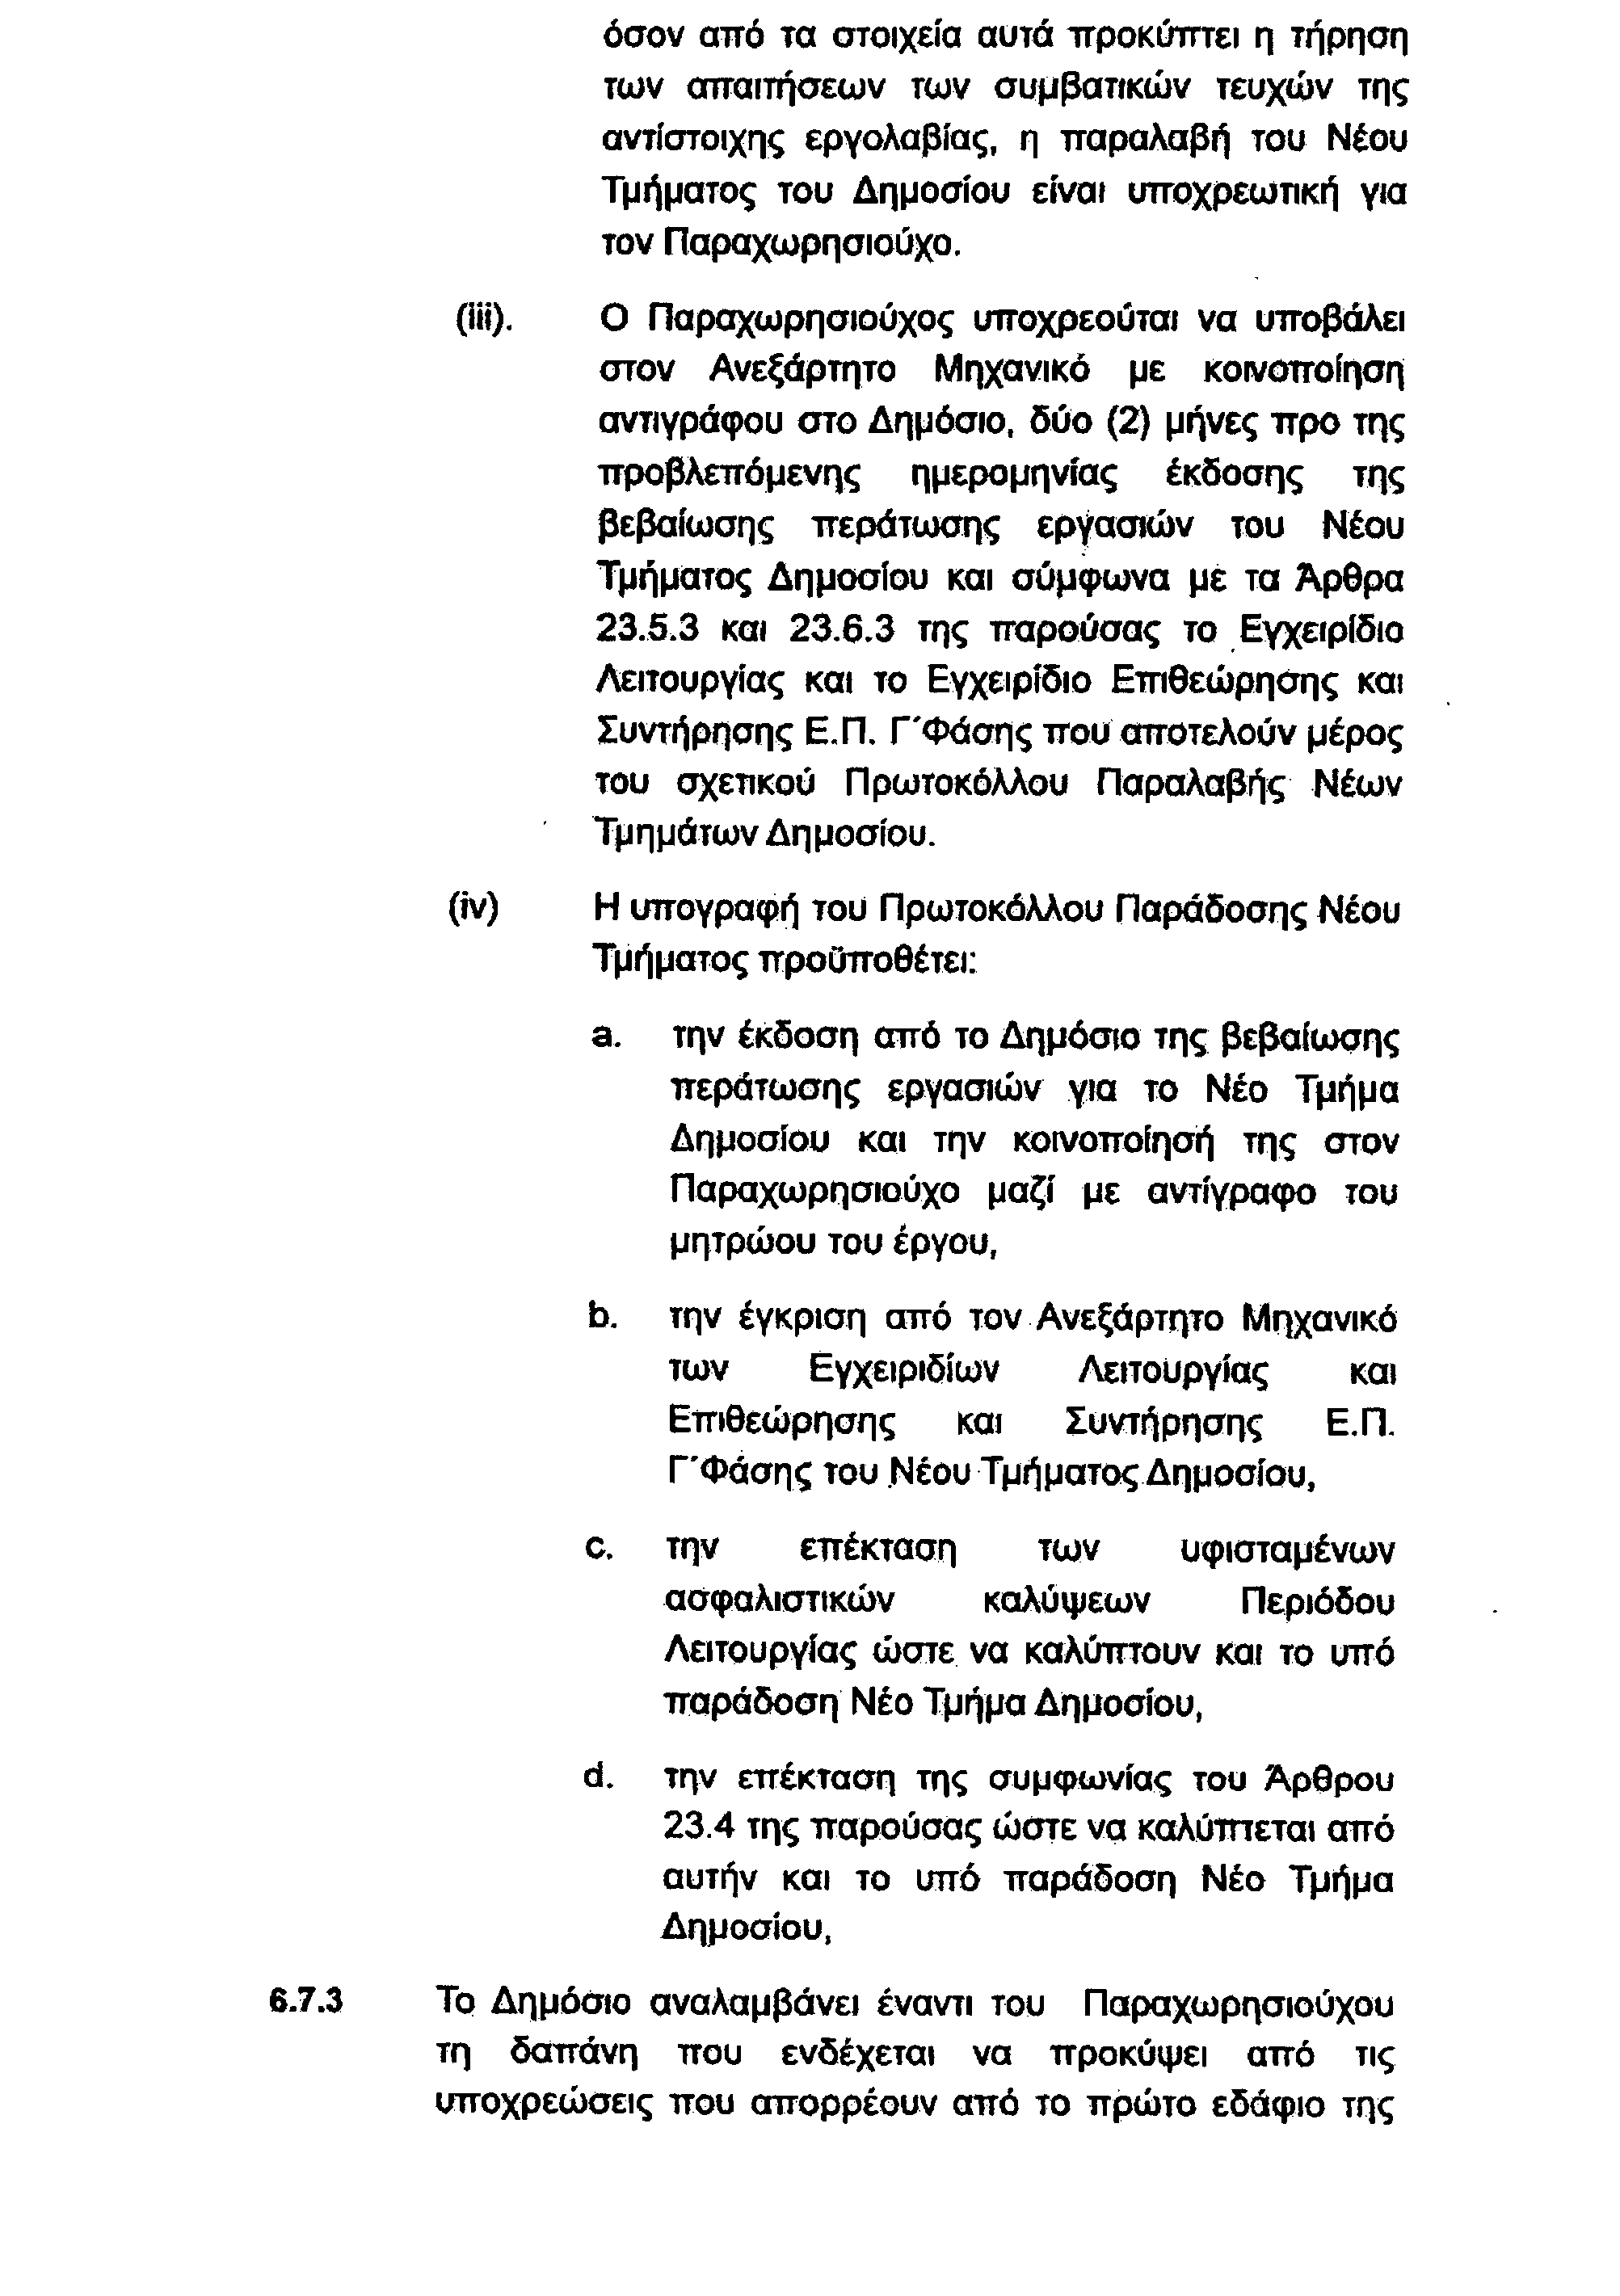 όσον από τα στοιχεία αυτά προκύπτει η τήρηση
των απαιτήσεων των συμβατικών τευχών της
αντίστοιχης εργολαβίας, η παραλαβή του Νέου
Τμήματος του Δημοσίου είναι υποχρεωτική για
τον Παραχωρησιούχο.
(iii). Ο Παραχωρησιούχος υποχρεούται να υποβάλει
στον Ανεξάρτητο Μηχανικό με κοινοποίηση
αντιγράφου στο Δημόσιο, δύο (2) μήνες προ της
προβλεπόμενης ημερομηνίας έκδοσης της
βεβαίωσης περάτωσης εργασιών του Νέου
Τμήματος Δημοσίου και σύμφωνα με τα Άρθρα
23.5.3 και 23.6.3 της παρούσας το Εγχειρίδιο
Λειτουργίας και το Εγχειρίδιο Επιθεώρησης και
Συντήρησης Ε.Π. Γ΄Φάσης που αποτελούν μέρος
του σχετικού Πρωτοκόλλου Παραλαβής Νέων
Τμημάτων Δημοσίου.
(iv) Η υπογραφή του Πρωτοκόλλου Παράδοσης Νέου
Τμήματος προϋποθέτει:
a. την έκδοση από το Δημόσιο της βεβαίωσης
περάτωσης εργασιών για το Νέο Τμήμα
Δημοσίου και την κοινοποίησή της στον
Παραχωρησιούχο μαζί με αντίγραφο του
μητρώου του έργου,
b. την έγκριση από τον Ανεξάρτητο Μηχανικό
των Εγχειριδίων Λειτουργίας και
Επιθεώρησης και Συντήρησης Ε.Π.
Γ΄Φάσης του Νέου Τμήματος Δημοσίου,
c. την επέκταση των υφισταμένων
ασφαλιστικών καλύψεων Περιόδου
Λειτουργίας ώστε να καλύπτουν και το υπό
παράδοση Νέο Τμήμα Δημοσίου,
d. την επέκταση της συμφωνίας του Άρθρου
23.4 της παρούσας ώστε να καλύπτεται από
αυτήν και το υπό παράδοση Νέο Τμήμα
Δημοσίου,
6.7.3 Το Δημόσιο αναλαμβάνει έναντι του Παραχωρησιούχου
τη δαπάνη που ενδέχεται να προκύψει από τις
υποχρεώσεις που απορρέουν από το πρώτο εδάφιο της